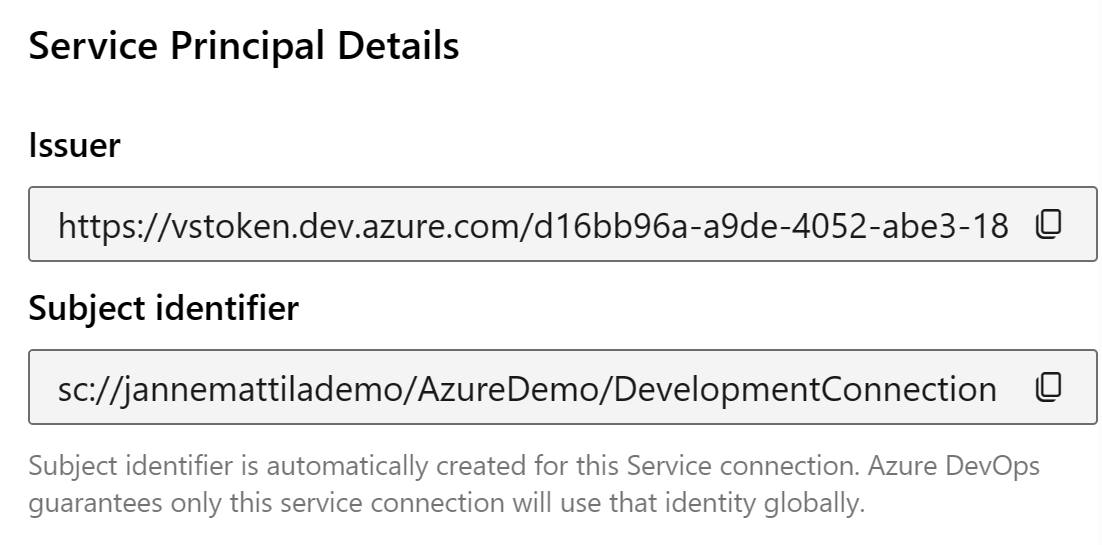 Service Principal Details
Issuer
https://vstoken.dev.azure.com/d16bb96a-a9de-4052-abe3-18
Subject identifier
sc://jannemattilademo/AzureDemo/DevelopmentConnection
Subject identifier is automatically created for this Service connection. Azure DevOps
guarantees only this service connection will use that identity globally.